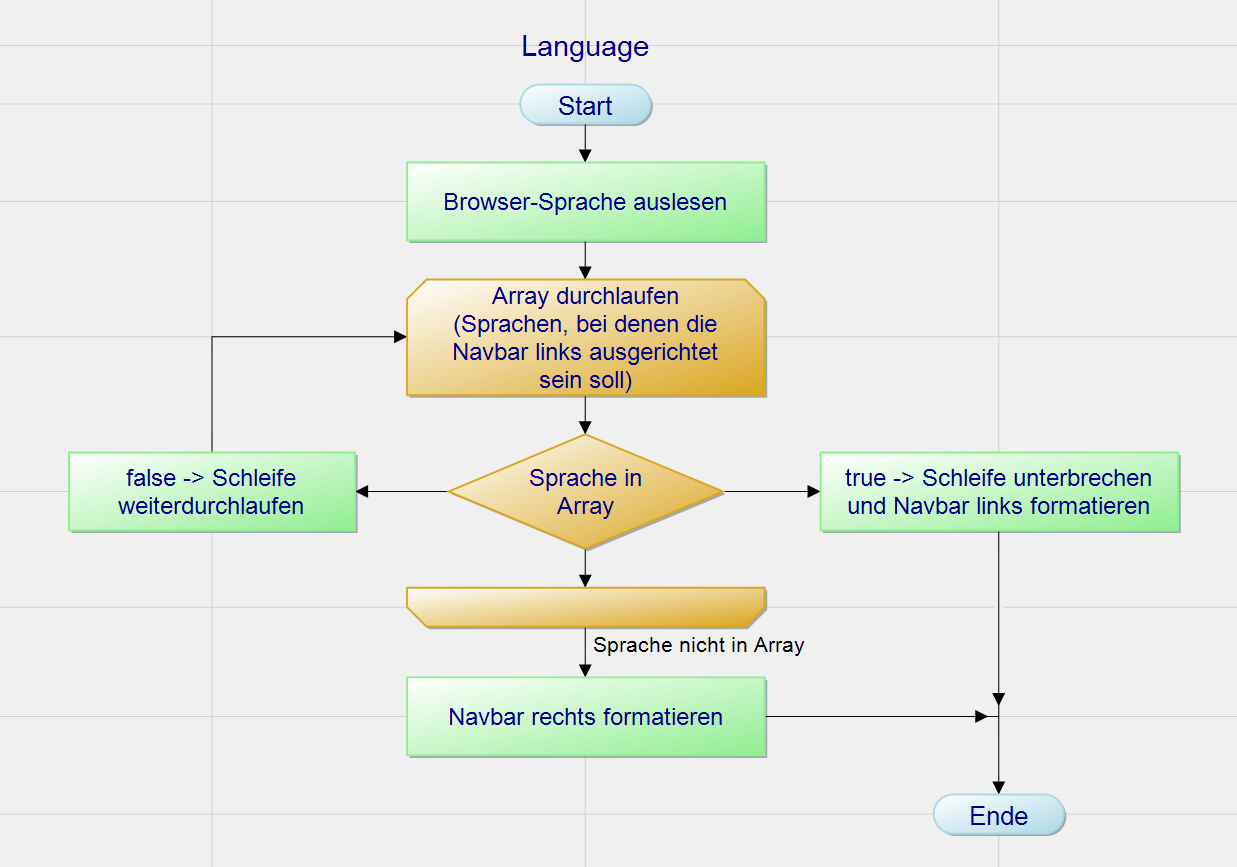 Language
Start
Browser-Sprache auslesen
Array durchlaufen
(Sprachen, bei denen die
Navbar links ausgerichtet
sein soll)
false -> Schleife
weiterdurchlaufen
Sprache in
Array
true -> Schleife unterbrechen
und Navbar links formatieren
Sprache nicht in Array
Navbar rechts formatieren
Ende